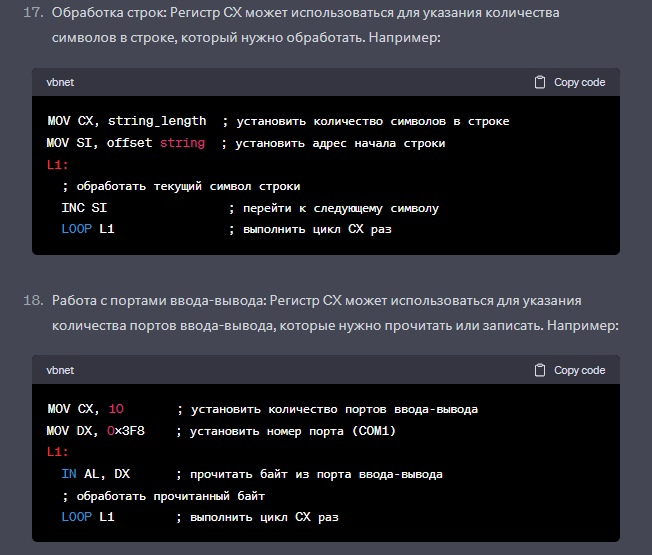 17. Обработка строк: Регистр CX может использоваться для указания количества
символов в строке, который нужно обработать. Например:
vbnet Copy code
MOV CX, string_length ; установить количество символов в строке
MOV SI, offset string ; установить адрес начала строки
L1:
; обработать текущий символ строки
INC SI ; перейти к следующему символу
LOOP L1 ; выполнить цикл CX раз
18. Работа с портами ввода-вывода: Регистр CX может использоваться для указания
количества портов ввода-вывода, которые нужно прочитать или записать. Например:
vbnet Copy code
MOV CX, 10 ; установить количество портов ввода-вывода
MOV DX, 0x3F8 ; установить номер порта (COM1)
L1:
IN AL, DX ; прочитать байт из порта ввода-вывода
; обработать прочитанный байт
LOOP L1 ; выполнить цикл CX раз